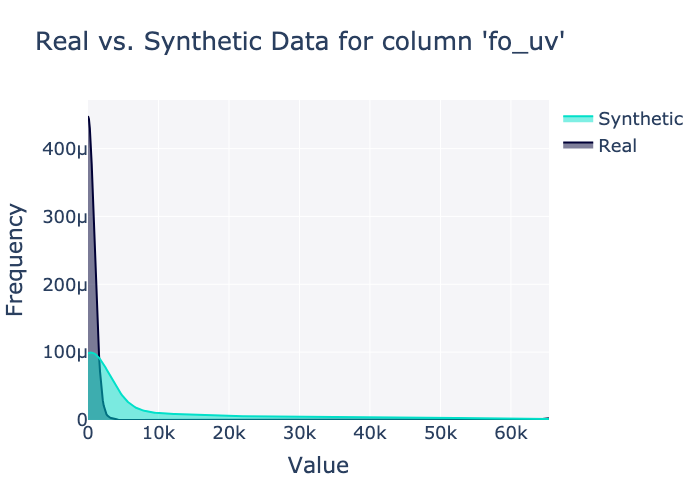 Real vs. Synthetic Data for column 'fo_uv'
Synthetic
Real
400µ
300µ
200µ
100µ
0
Frequency
0 10k 20k 30k 40k 50k 60k
Value